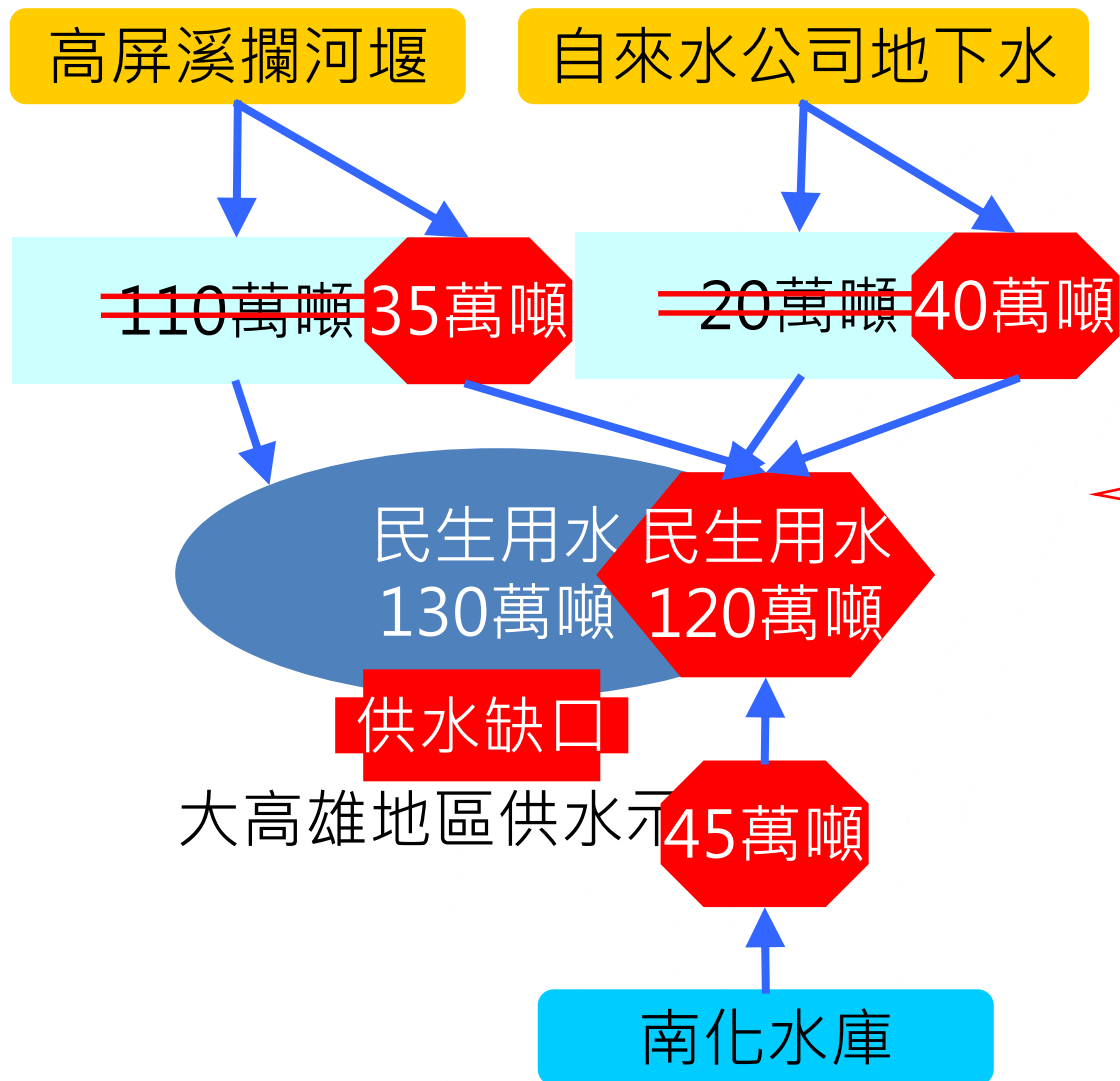 高屏溪攔河堰
自來水公司地下水
110萬噸
35萬噸
20萬噸
40萬噸
民生用水
130萬噸
民生用水
120萬噸
供水缺口
大高雄地區供水示
45萬噸
南化水庫